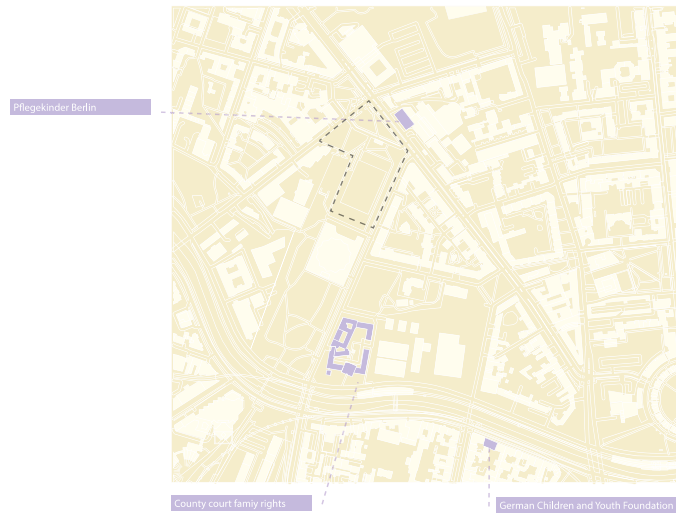 Pflegekinder Berlin
County court famiy rights
German Children and Youth Foundation